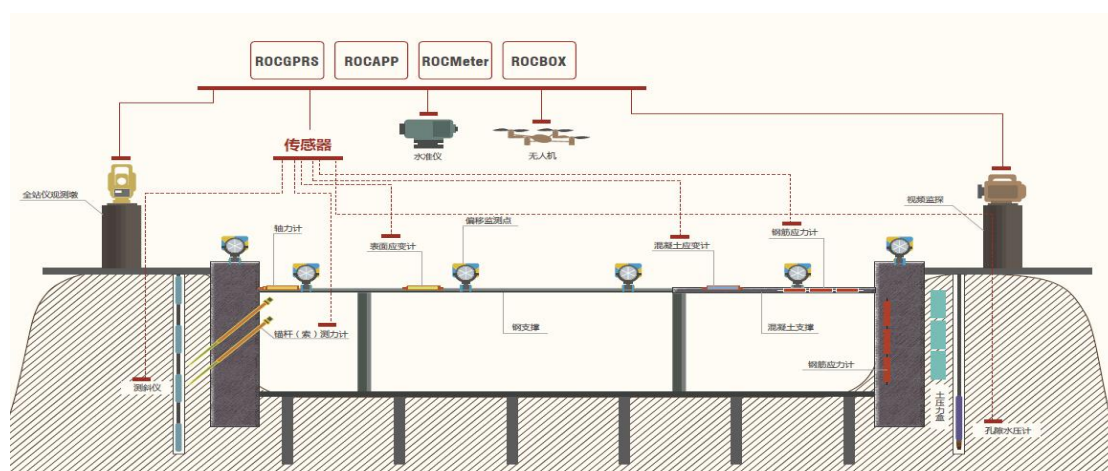 ROCGPRS
ROCAPP
ROCMeter
ROCBOX
传感器
水准仪
无人机
全站仪观测墩
视频监探
轴力计
表面应变计
偏移监测点
混凝土应变计
钢筋应力计
锚杆（索）测力计
钢支撑
混凝土支撑
测斜仪
钢筋应力计
土压力盒
孔隙水压计